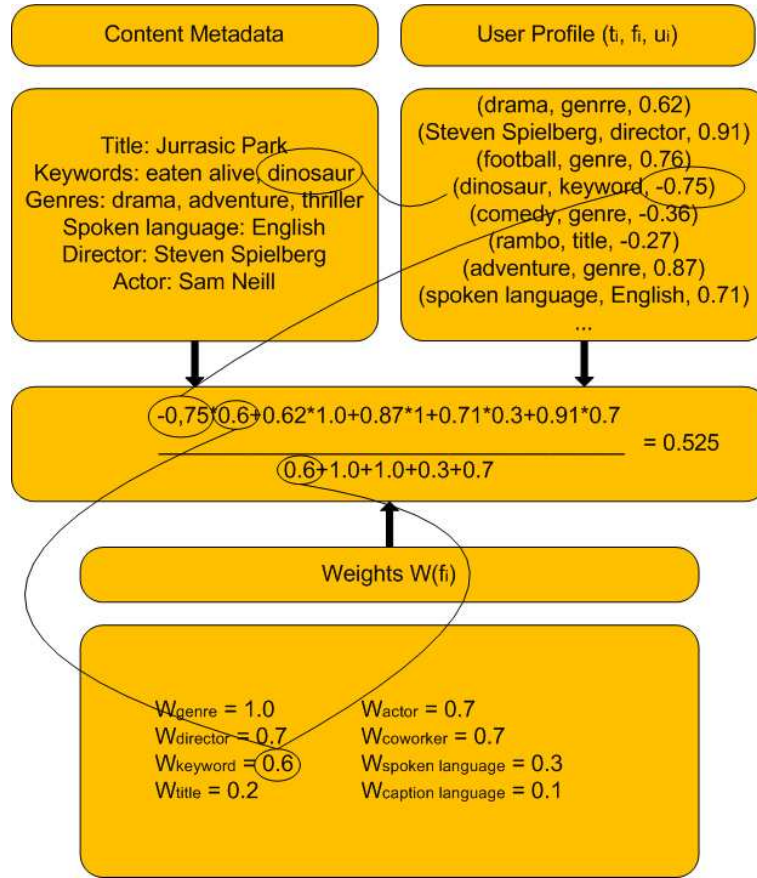 Content Metadata
User Profile (ti, fi, ui)
Title: Jurrasic Park
Keywords: eaten alive, dinosaur
Genres: drama, adventure, thriller
Spoken language: English
Director: Steven Spielberg
Actor: Sam Neill
(drama, genrre, 0.62)
(Steven Spielberg, director, 0.91)
(football, genre, 0.76)
(dinosaur, keyword, -0.75)
(comedy, genre, -0.36)
(rambo, title, -0.27)
(adventure, genre, 0.87)
(spoken language, English, 0.71)
...
-0,75*0.6+0.62*1.0+0.87*1+0.71*0.3+0.91*0.7
= 0.525
0.6+1.0+1.0+0.3+0.7
Weights W(fi)
Wgenre = 1.0
Wdirector = 0.7
Wkeyword = 0.6
Wtitle = 0.2
Wactor = 0.7
Wcoworker = 0.7
Wspoken language = 0.3
Wcaption language = 0.1